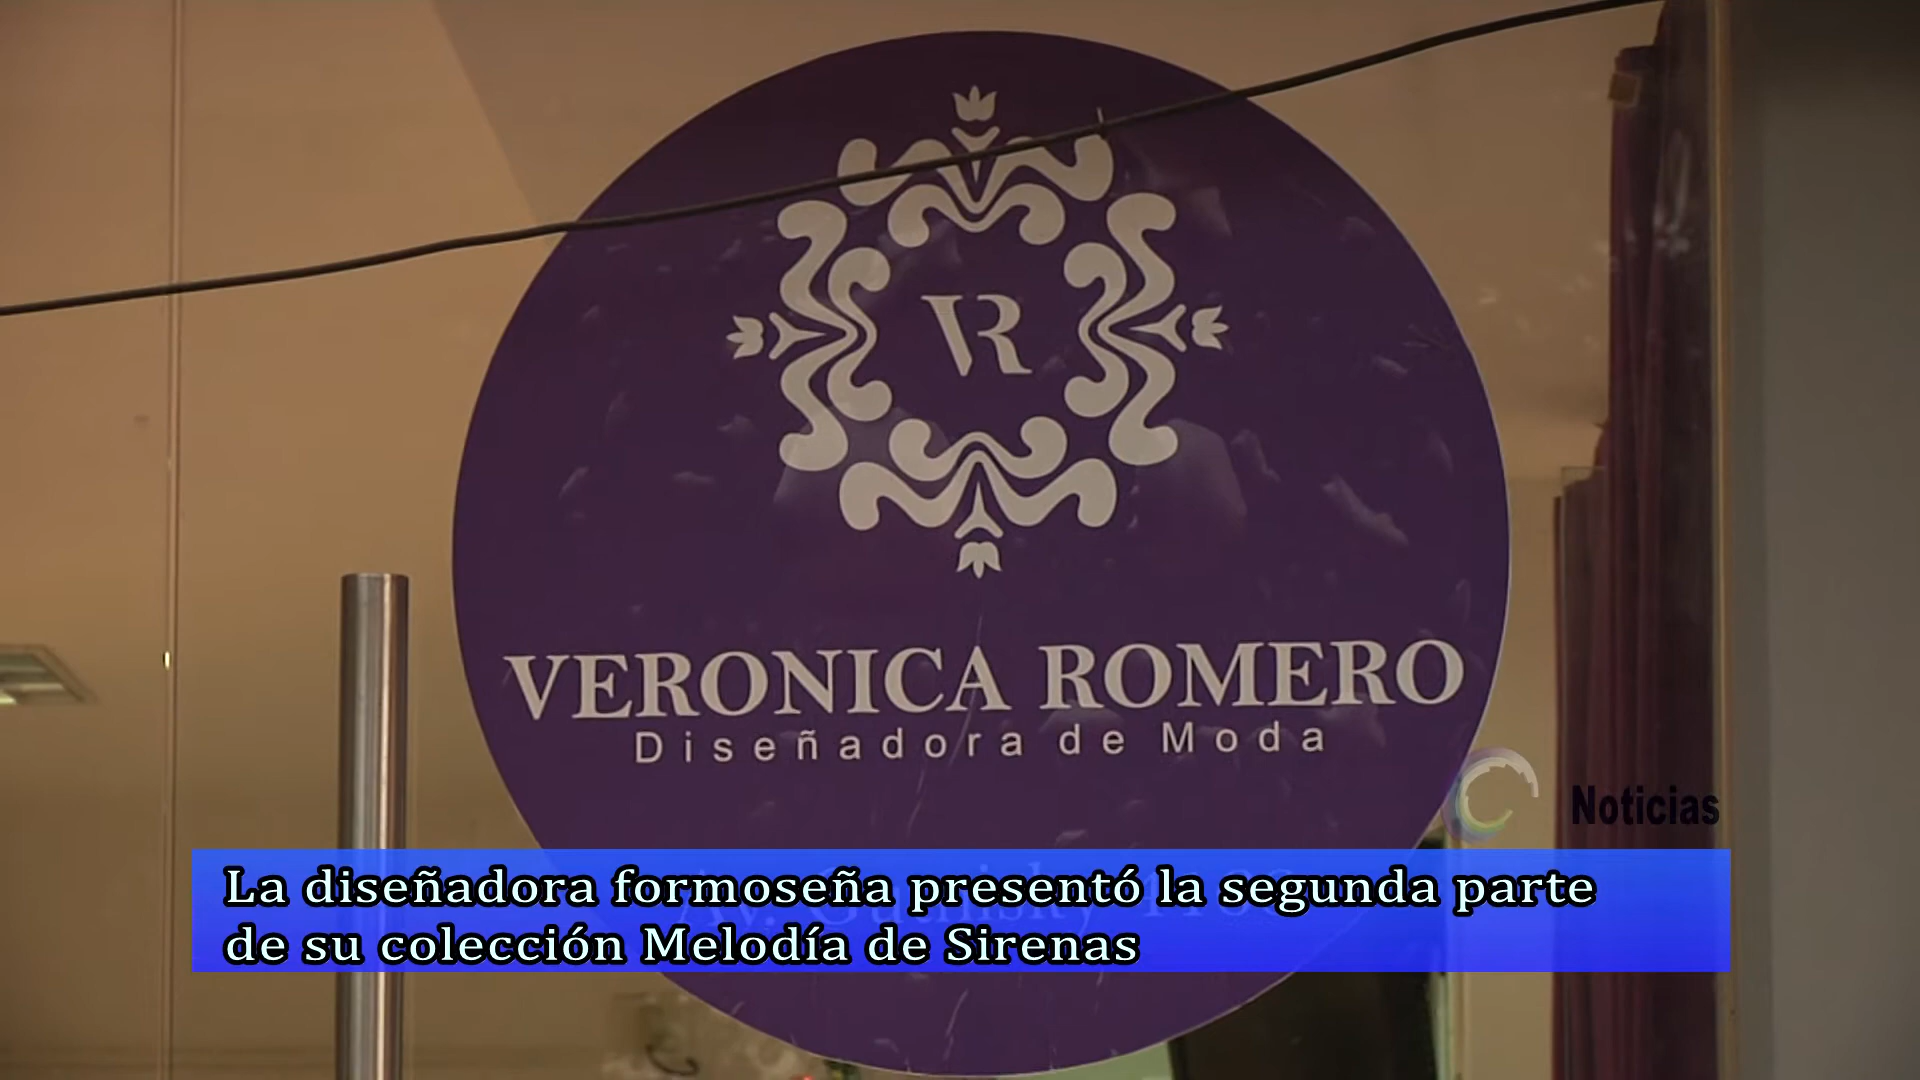 VR
VERONICA ROMERO
Diseñadora de Moda
Noticias
La diseñadora formoseña presentó la segunda parte
de su colección Melodía de Sirenas